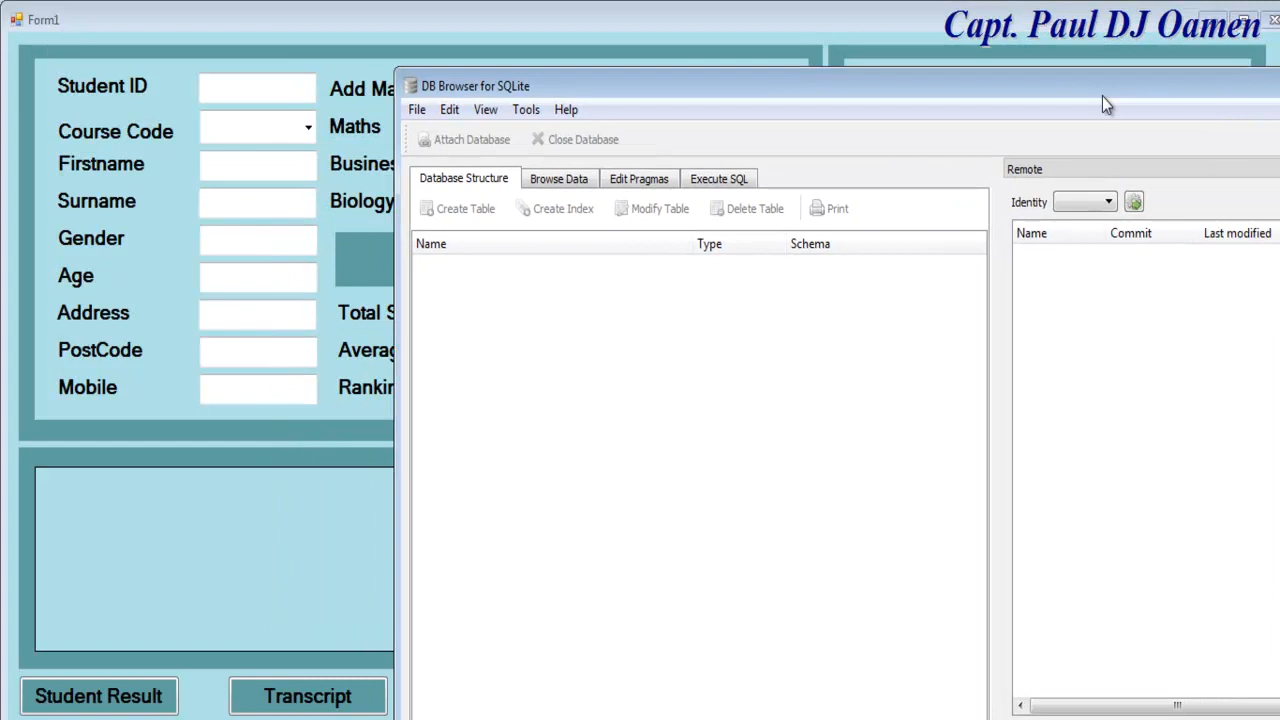 Form1
Capt. Paul DJ Oamen
Student ID
Course Code
Firstname
Surname
Gender
Age
Address
PostCode
Mobile
Add Ma
Maths
Busines
Biology
Total S
Averag
Rankin
Student Result
Transcript
DB Browser for SQLite
File Edit View Tools Help
Attach Database Close Database
Database Structure Browse Data Edit Pragmas Execute SQL
Create Table Create Index Modify Table Delete Table Print
Name Type Schema
Remote
Identity
Name Commit Last modified